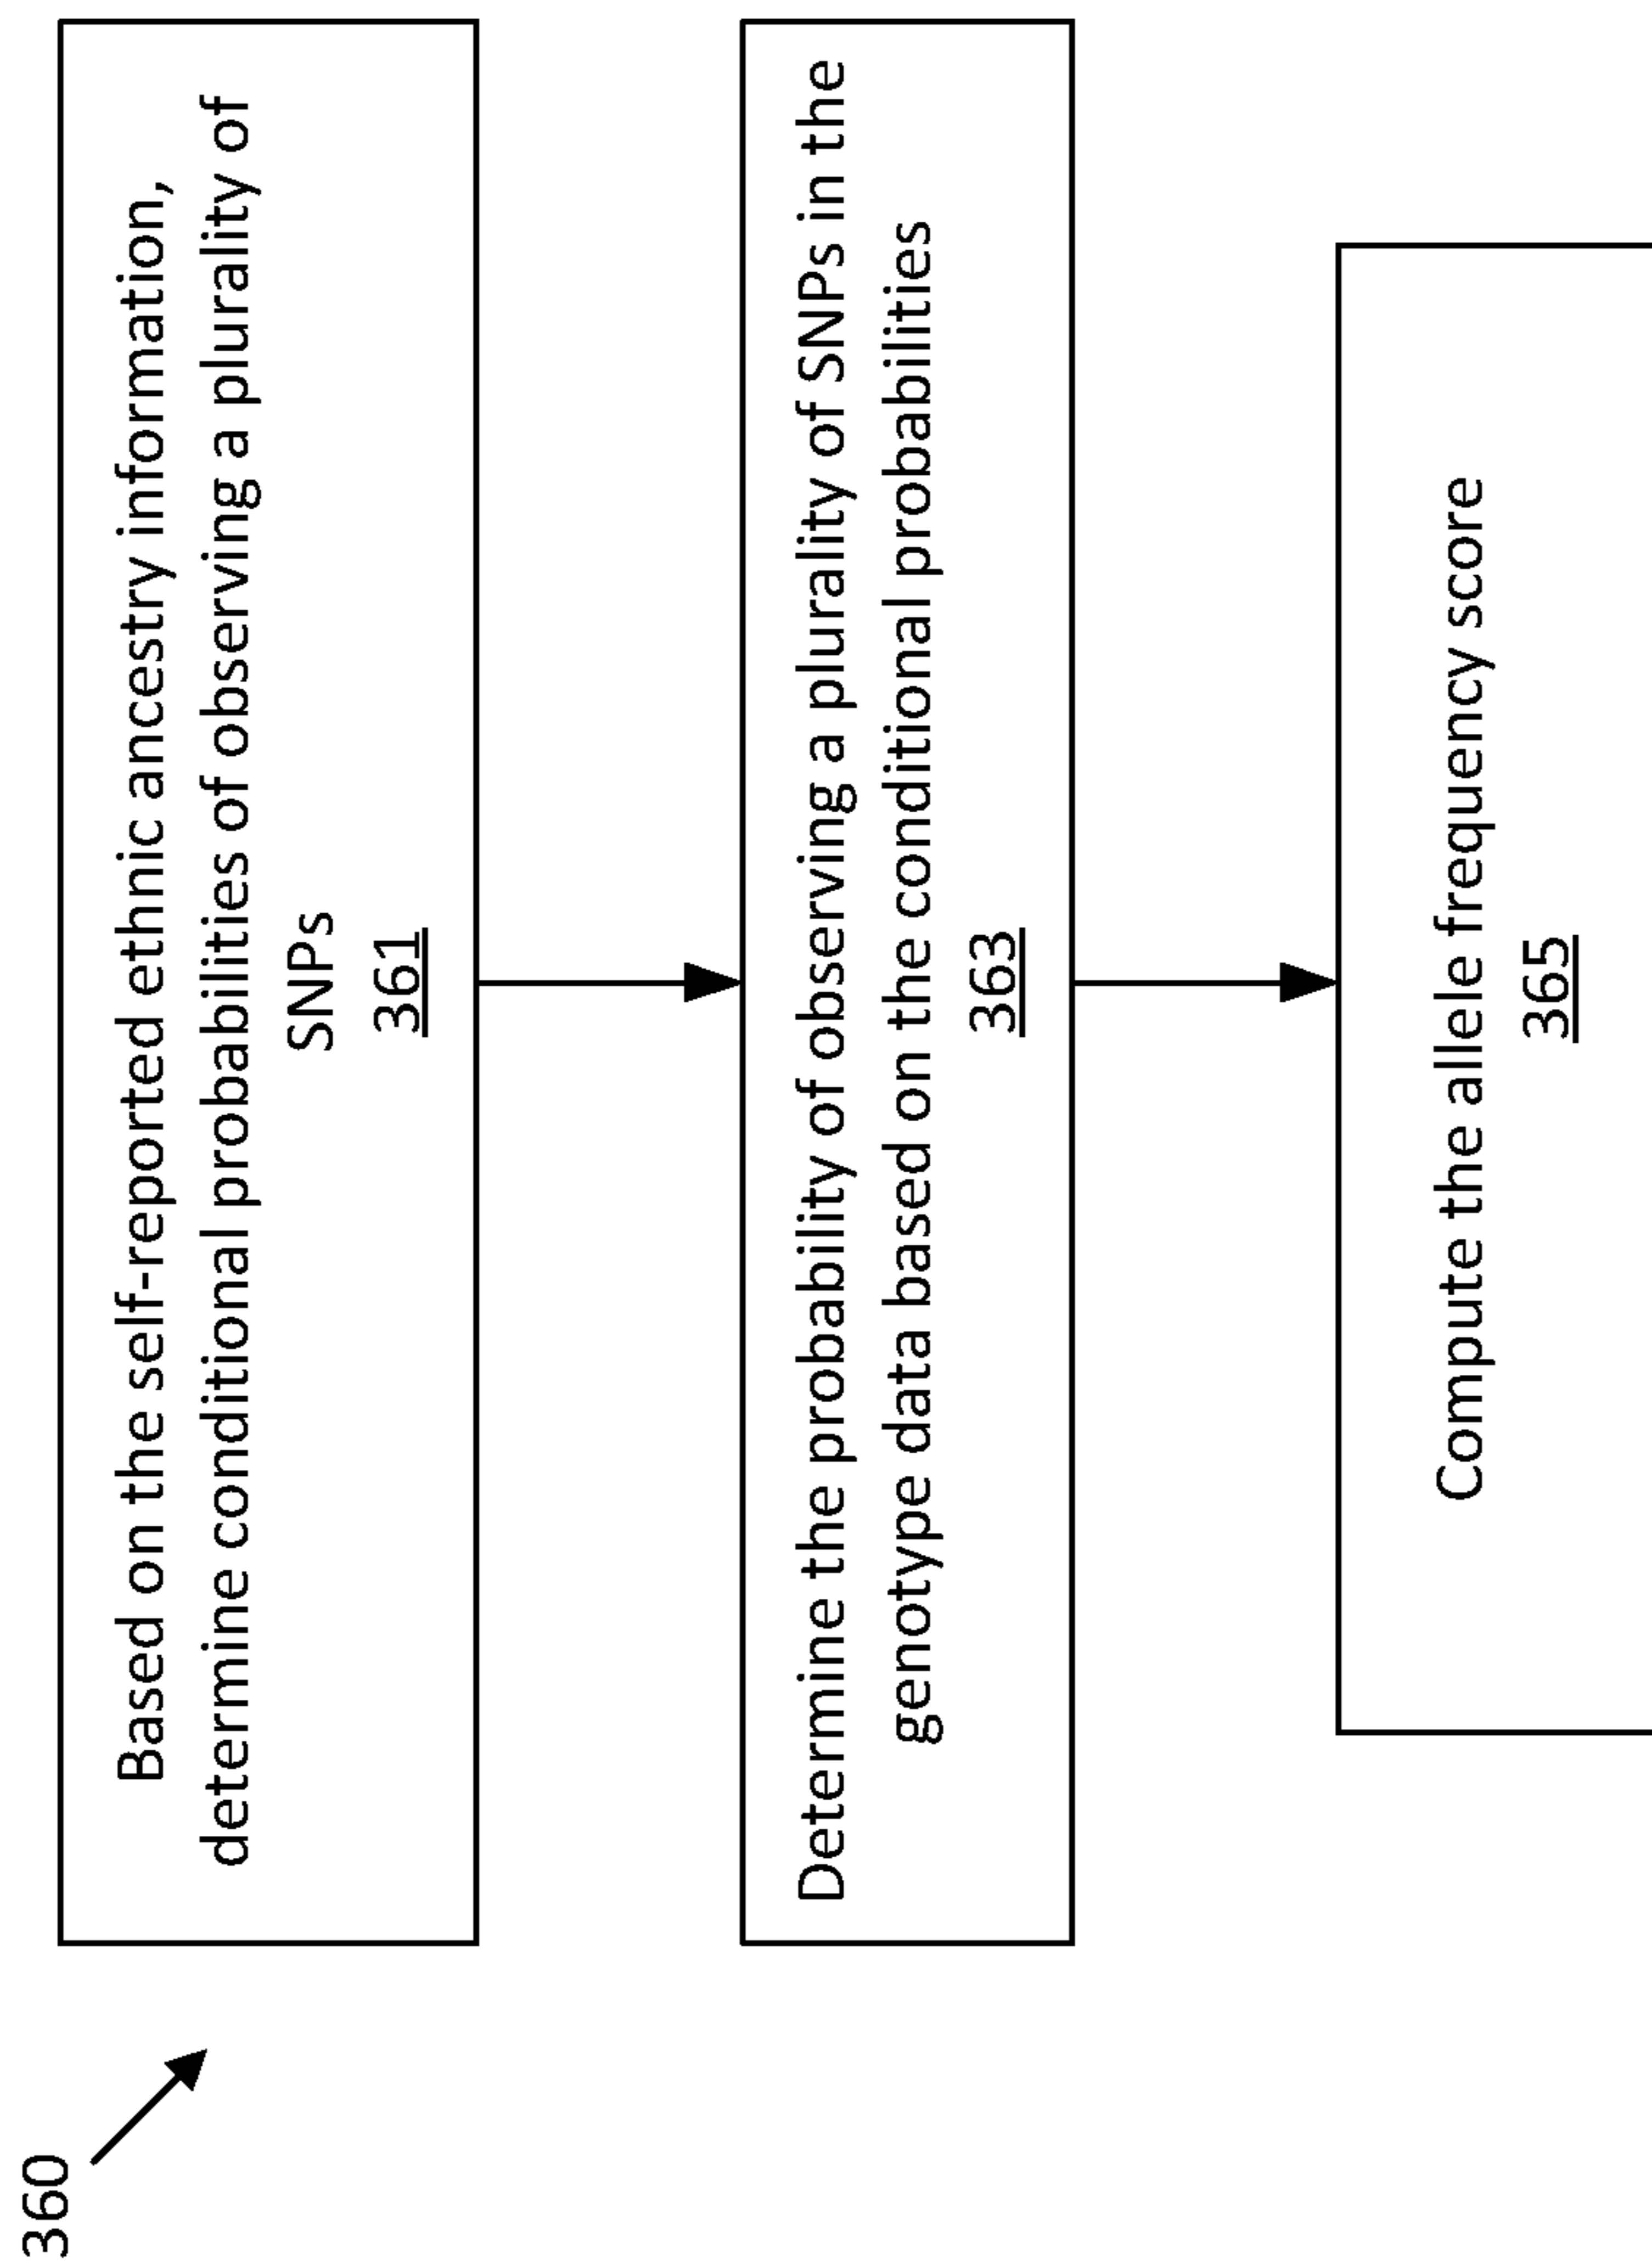 360
Based on the self-reported ethnic ancestry information,
determine conditional probabilities of observing a plurality of
SNPs
361
Determine the probability of observing a plurality of SNPs in the
genotype data based on the conditional probabilities
363
Compute the allele frequency score
365